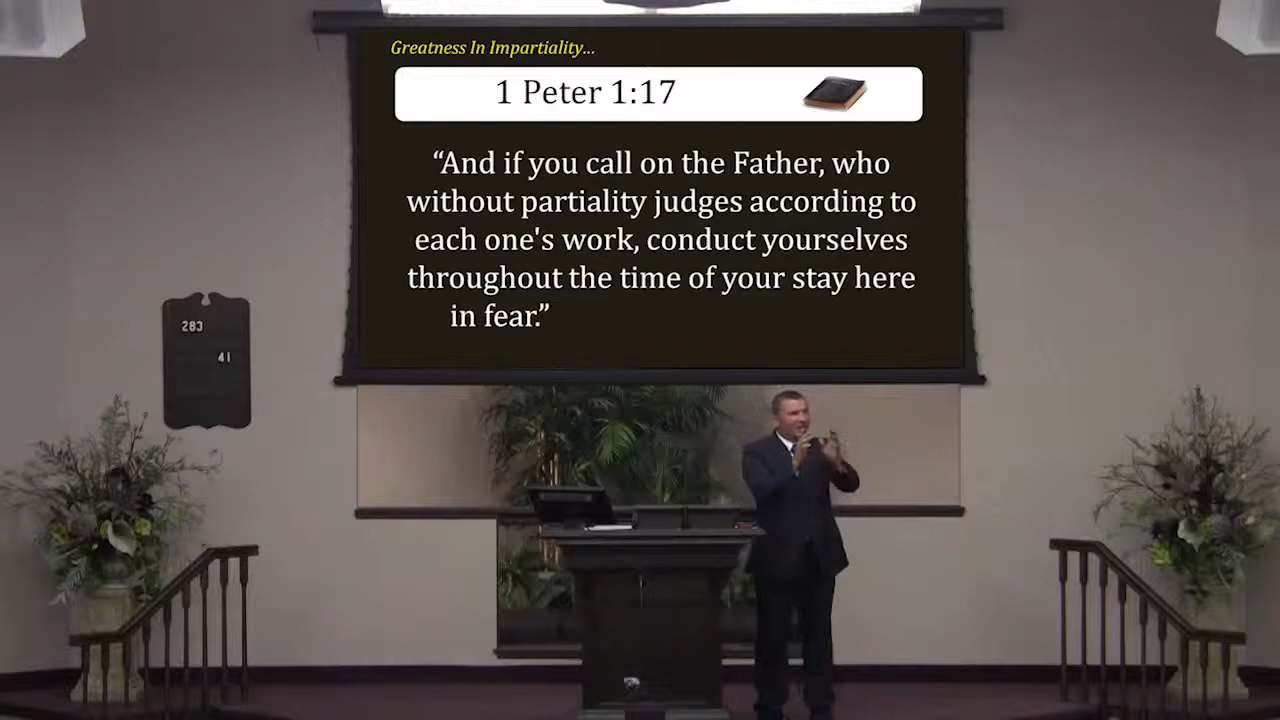 Greatness In Impartiality...
1 Peter 1:17
“And if you call on the Father, who
without partiality judges according to
each one's work, conduct yourselves
throughout the time of your stay here
in fear.”
283
41